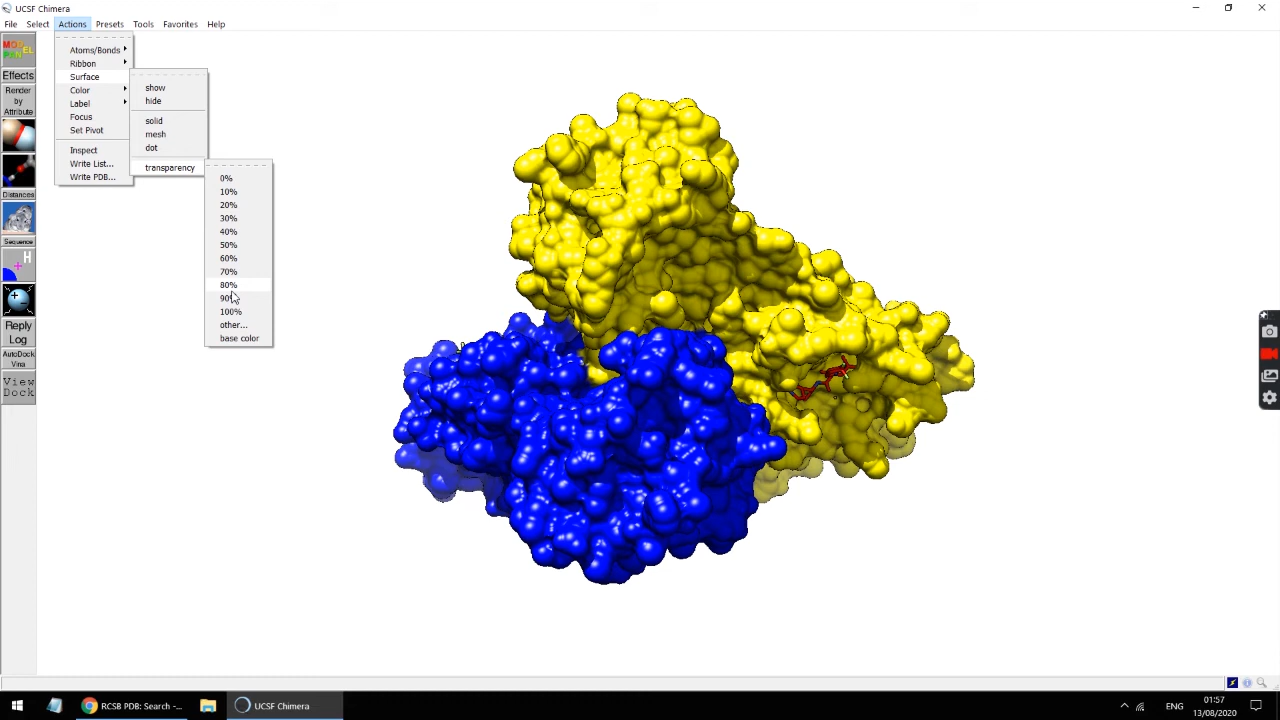 UCSF Chimera
File Select Actions Presets Tools Favorites Help
Atoms/Bonds
Ribbon
Surface
Color
Label
Focus
Set Pivot
Inspect
Write List...
Write PDB...
show
hide
solid
mesh
dot
transparency
0%
10%
20%
30%
40%
50%
60%
70%
80%
90%
100%
other...
base color
Effects
Render
by
Attribute
Distances
Sequence
H
Reply
Log
AutoDock
Vina
View
Dock
RCSB PDB: Search -...
UCSF Chimera
ENG
01:57
13/08/2020